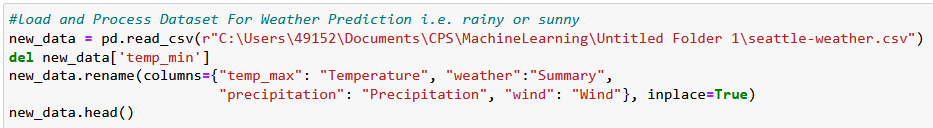 #Load and Process Dataset For Weather Prediction i.e. rainy or sunny
new_data = pd.read_csv(r"C:\Users\49152\Documents\CPS\MachineLearning\Untitled Folder 1\seattle-weather.csv")
del new_data['temp_min']
new_data.rename(columns={"temp_max": "Temperature", "weather":"Summary",
                         "precipitation": "Precipitation", "wind": "Wind"}, inplace=True)
new_data.head()